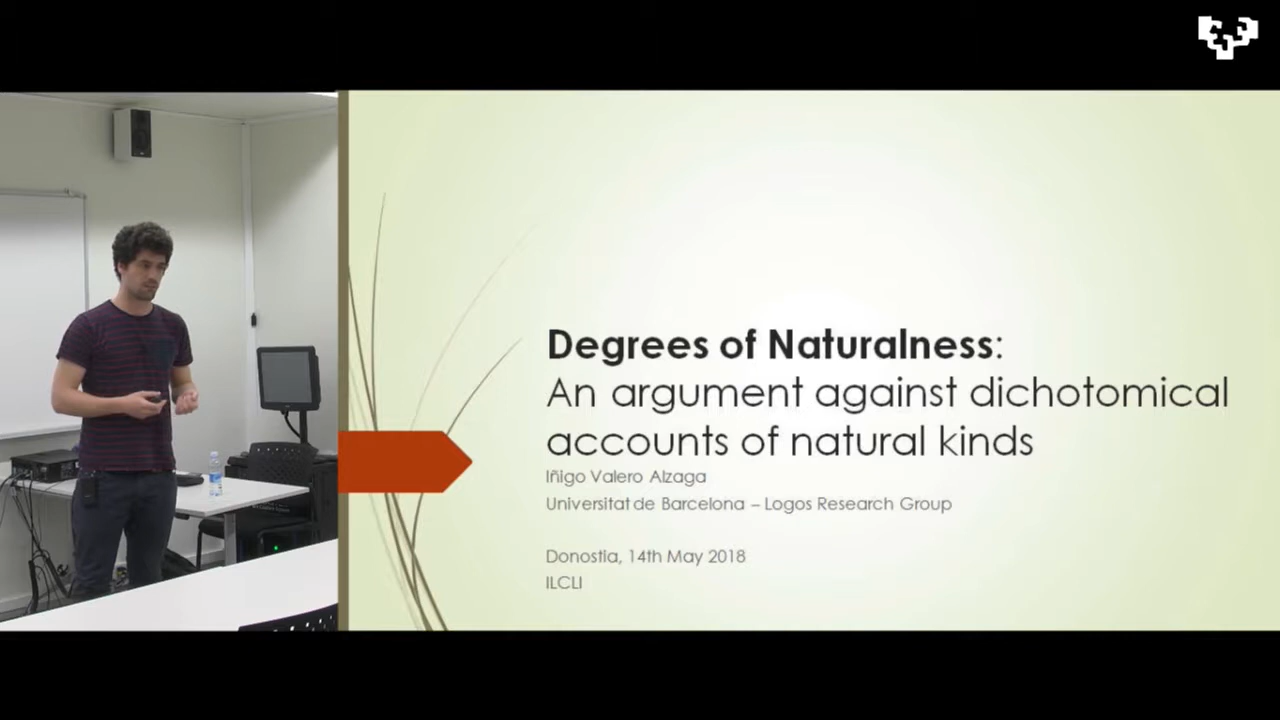 Degrees of Naturalness:
An argument against dichotomical
accounts of natural kinds
Iñigo Valero Alzaga
Universitat de Barcelona – Logos Research Group
Donostia, 14th May 2018
ILCLI